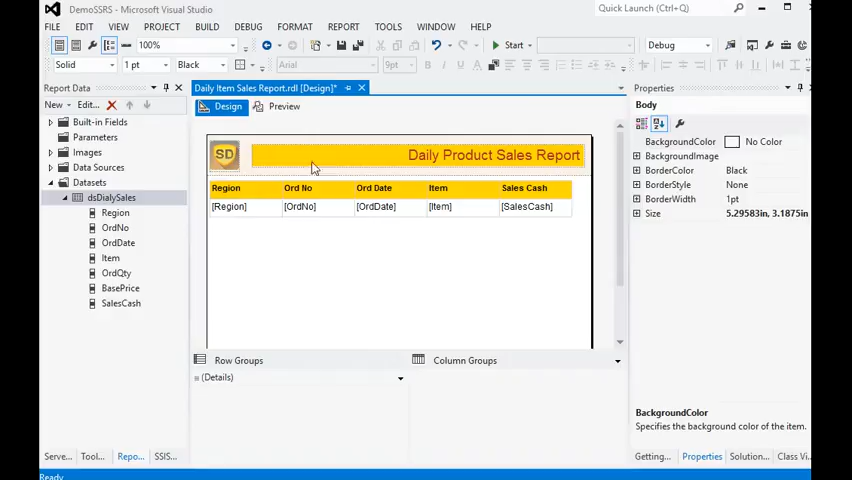 DemoSSRS - Microsoft Visual Studio
Quick Launch (Ctrl+Q)
FILE EDIT VIEW PROJECT BUILD DEBUG FORMAT REPORT TOOLS WINDOW HELP
100% Start Debug
Solid 1 pt Black Arial 9pt B I U
Report Data
Daily Item Sales Report.rdl [Design]*
Properties
New Edit...
Design Preview
Body
Built-in Fields
Parameters
Images
Data Sources
Datasets
dsDialySales
Region
OrdNo
OrdDate
Item
OrdQty
BasePrice
SalesCash
SD
Daily Product Sales Report
Region Ord No Ord Date Item Sales Cash
[Region] [OrdNo] [OrdDate] [Item] [SalesCash]
Row Groups
Column Groups
(Details)
BackgroundColor No Color
BackgroundImage
BorderColor Black
BorderStyle None
BorderWidth 1pt
Size 5.29583in, 3.1875in
BackgroundColor
Specifies the background color of the item.
Serve... Tool... Repo... SSIS...
Getting... Properties Solution... Class Vi...
Ready